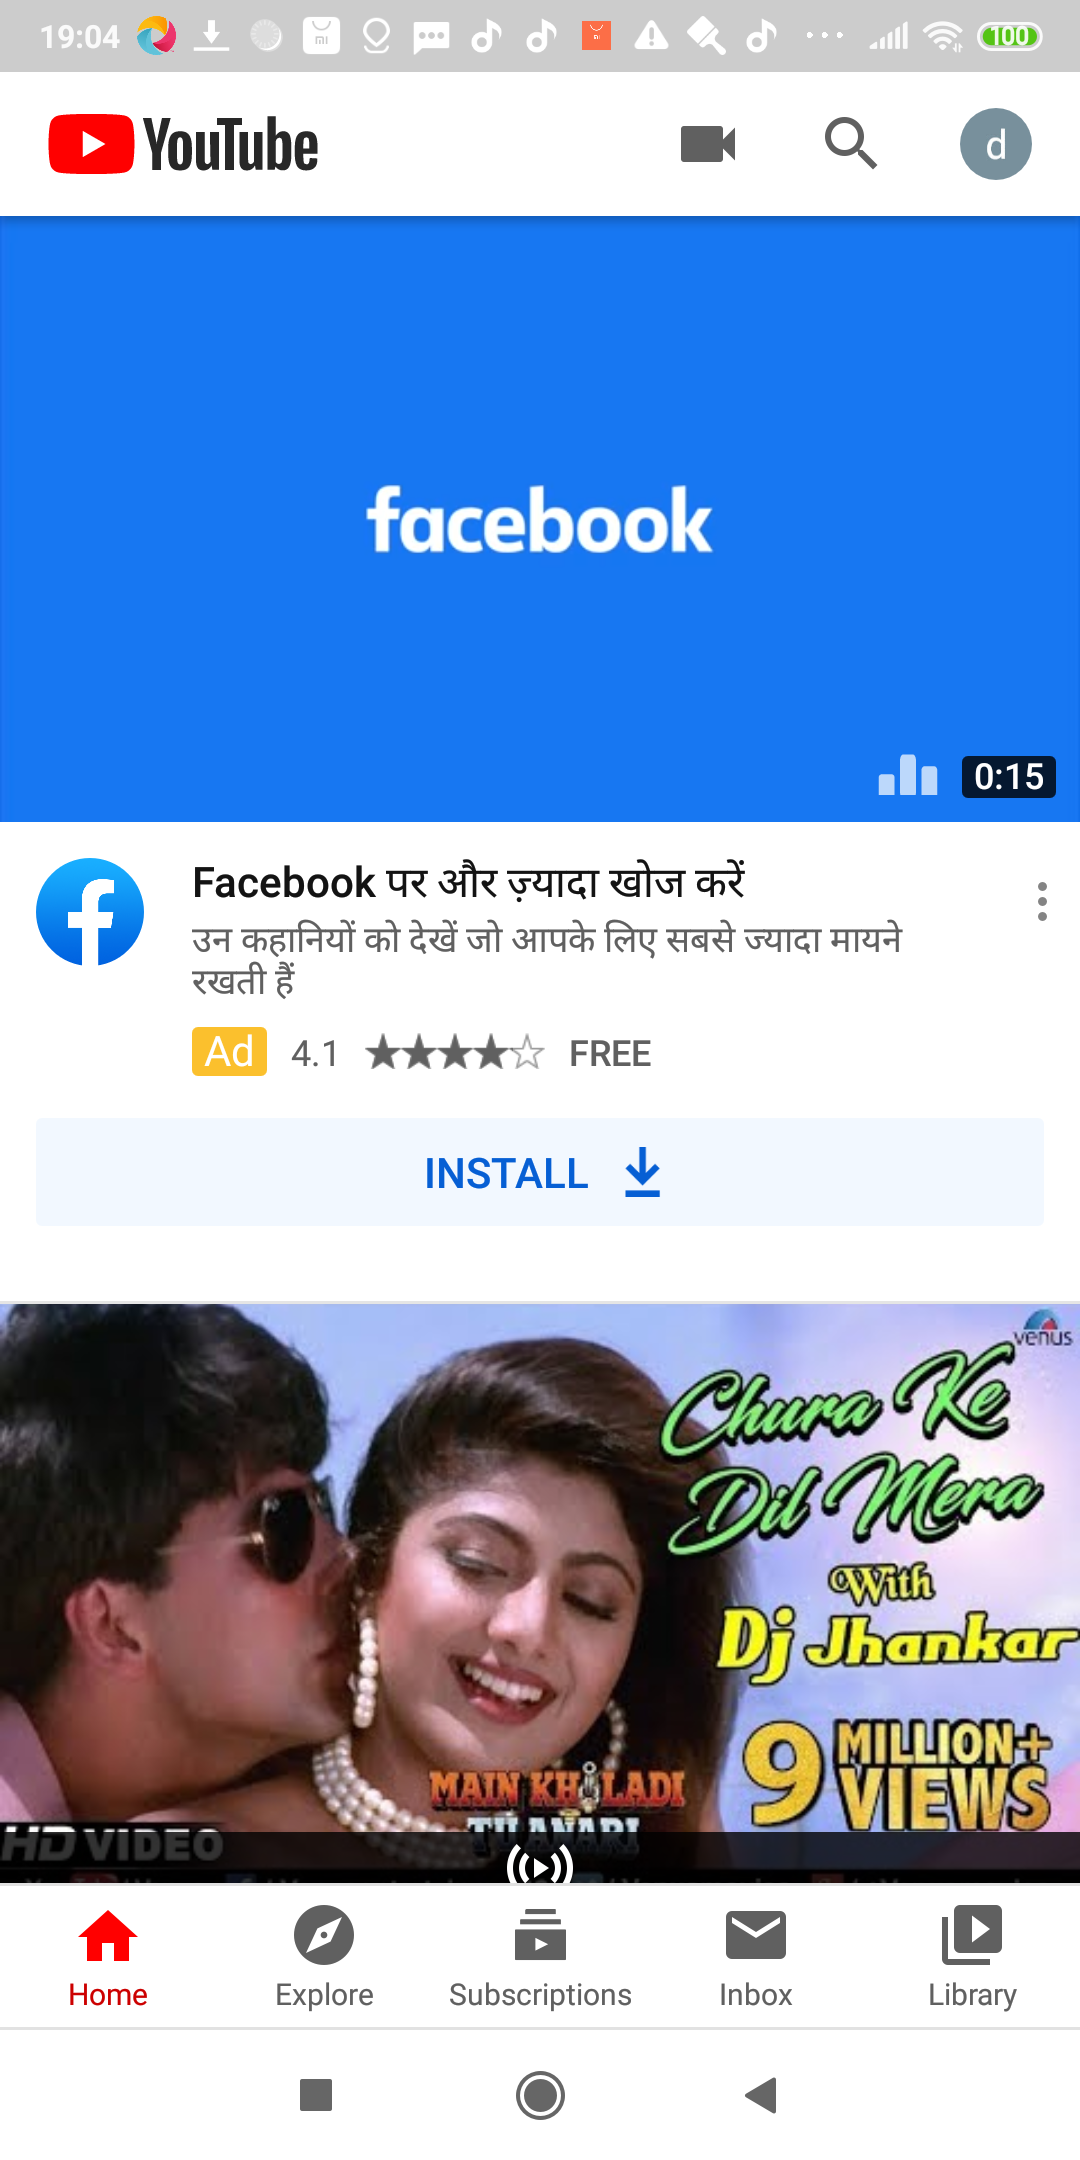 19:04
100
YouTube
d
facebook
0:15
Facebook पर और ज़्यादा खोज करें
उन कहानियों को देखें जो आपके लिए सबसे ज्यादा मायने
रखती हैं
Ad 4.1 FREE
INSTALL
venus
Chura Ke
Dil Mera
With
Dj Jhankar
9 MILLION+
VIEWS
MAIN KHILADI
TU ANARI
HD VIDEO
Home Explore Subscriptions Inbox Library